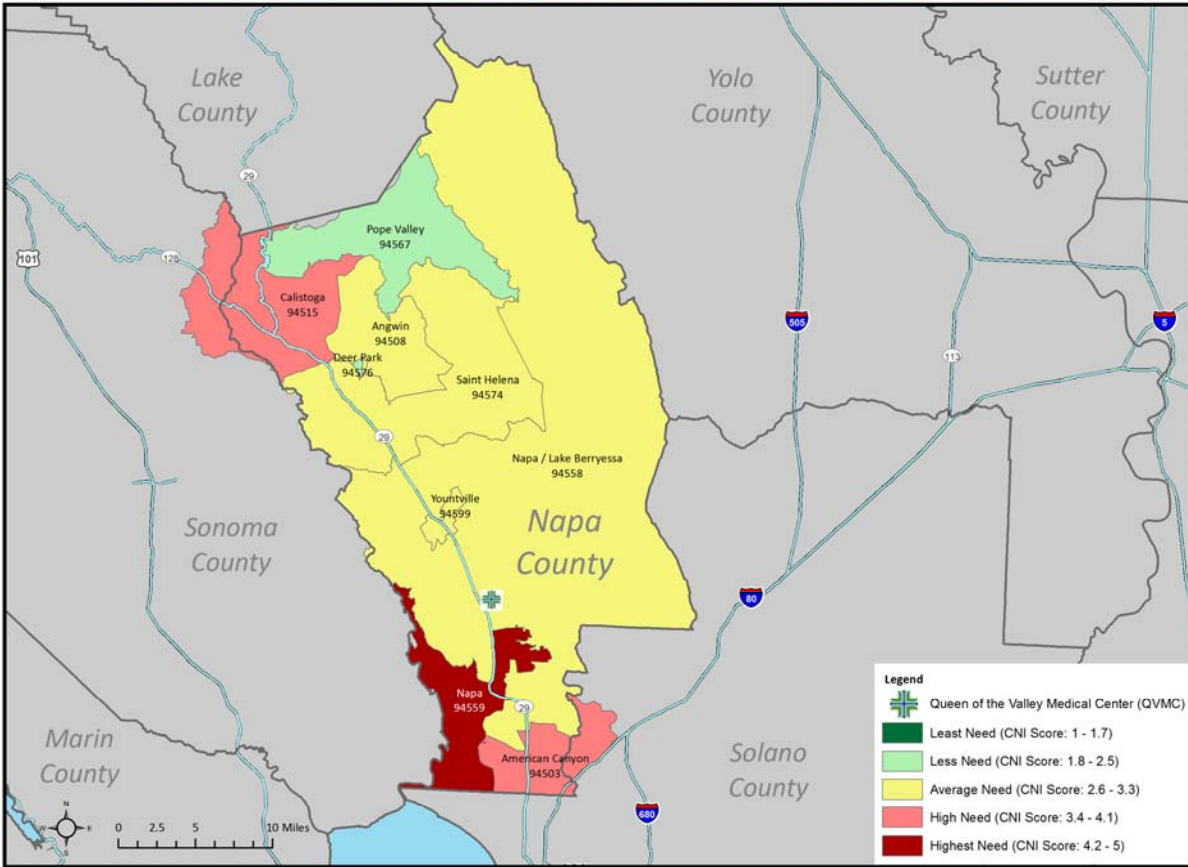 Lake
County
Yolo
County
Sutter
County
29
Pope Valley
94567
101
128
Calistoga
94515
Angwin
94508
505
5
113
Deer Park
94576
Saint Helena
94574
29
Napa / Lake Berryessa
94558
Yountville
94599
Napa
County
Sonoma
County
80
Napa
94559
29
American Canyon
94503
Marin
County
Solano
County
680
N
W
E
S
0 2.5 5 10 Miles
Legend
Queen of the Valley Medical Center (QVMC)
Least Need (CNI Score: 1 - 1.7)
Less Need (CNI Score: 1.8 - 2.5)
Average Need (CNI Score: 2.6 - 3.3)
High Need (CNI Score: 3.4 - 4.1)
Highest Need (CNI Score: 4.2 - 5)